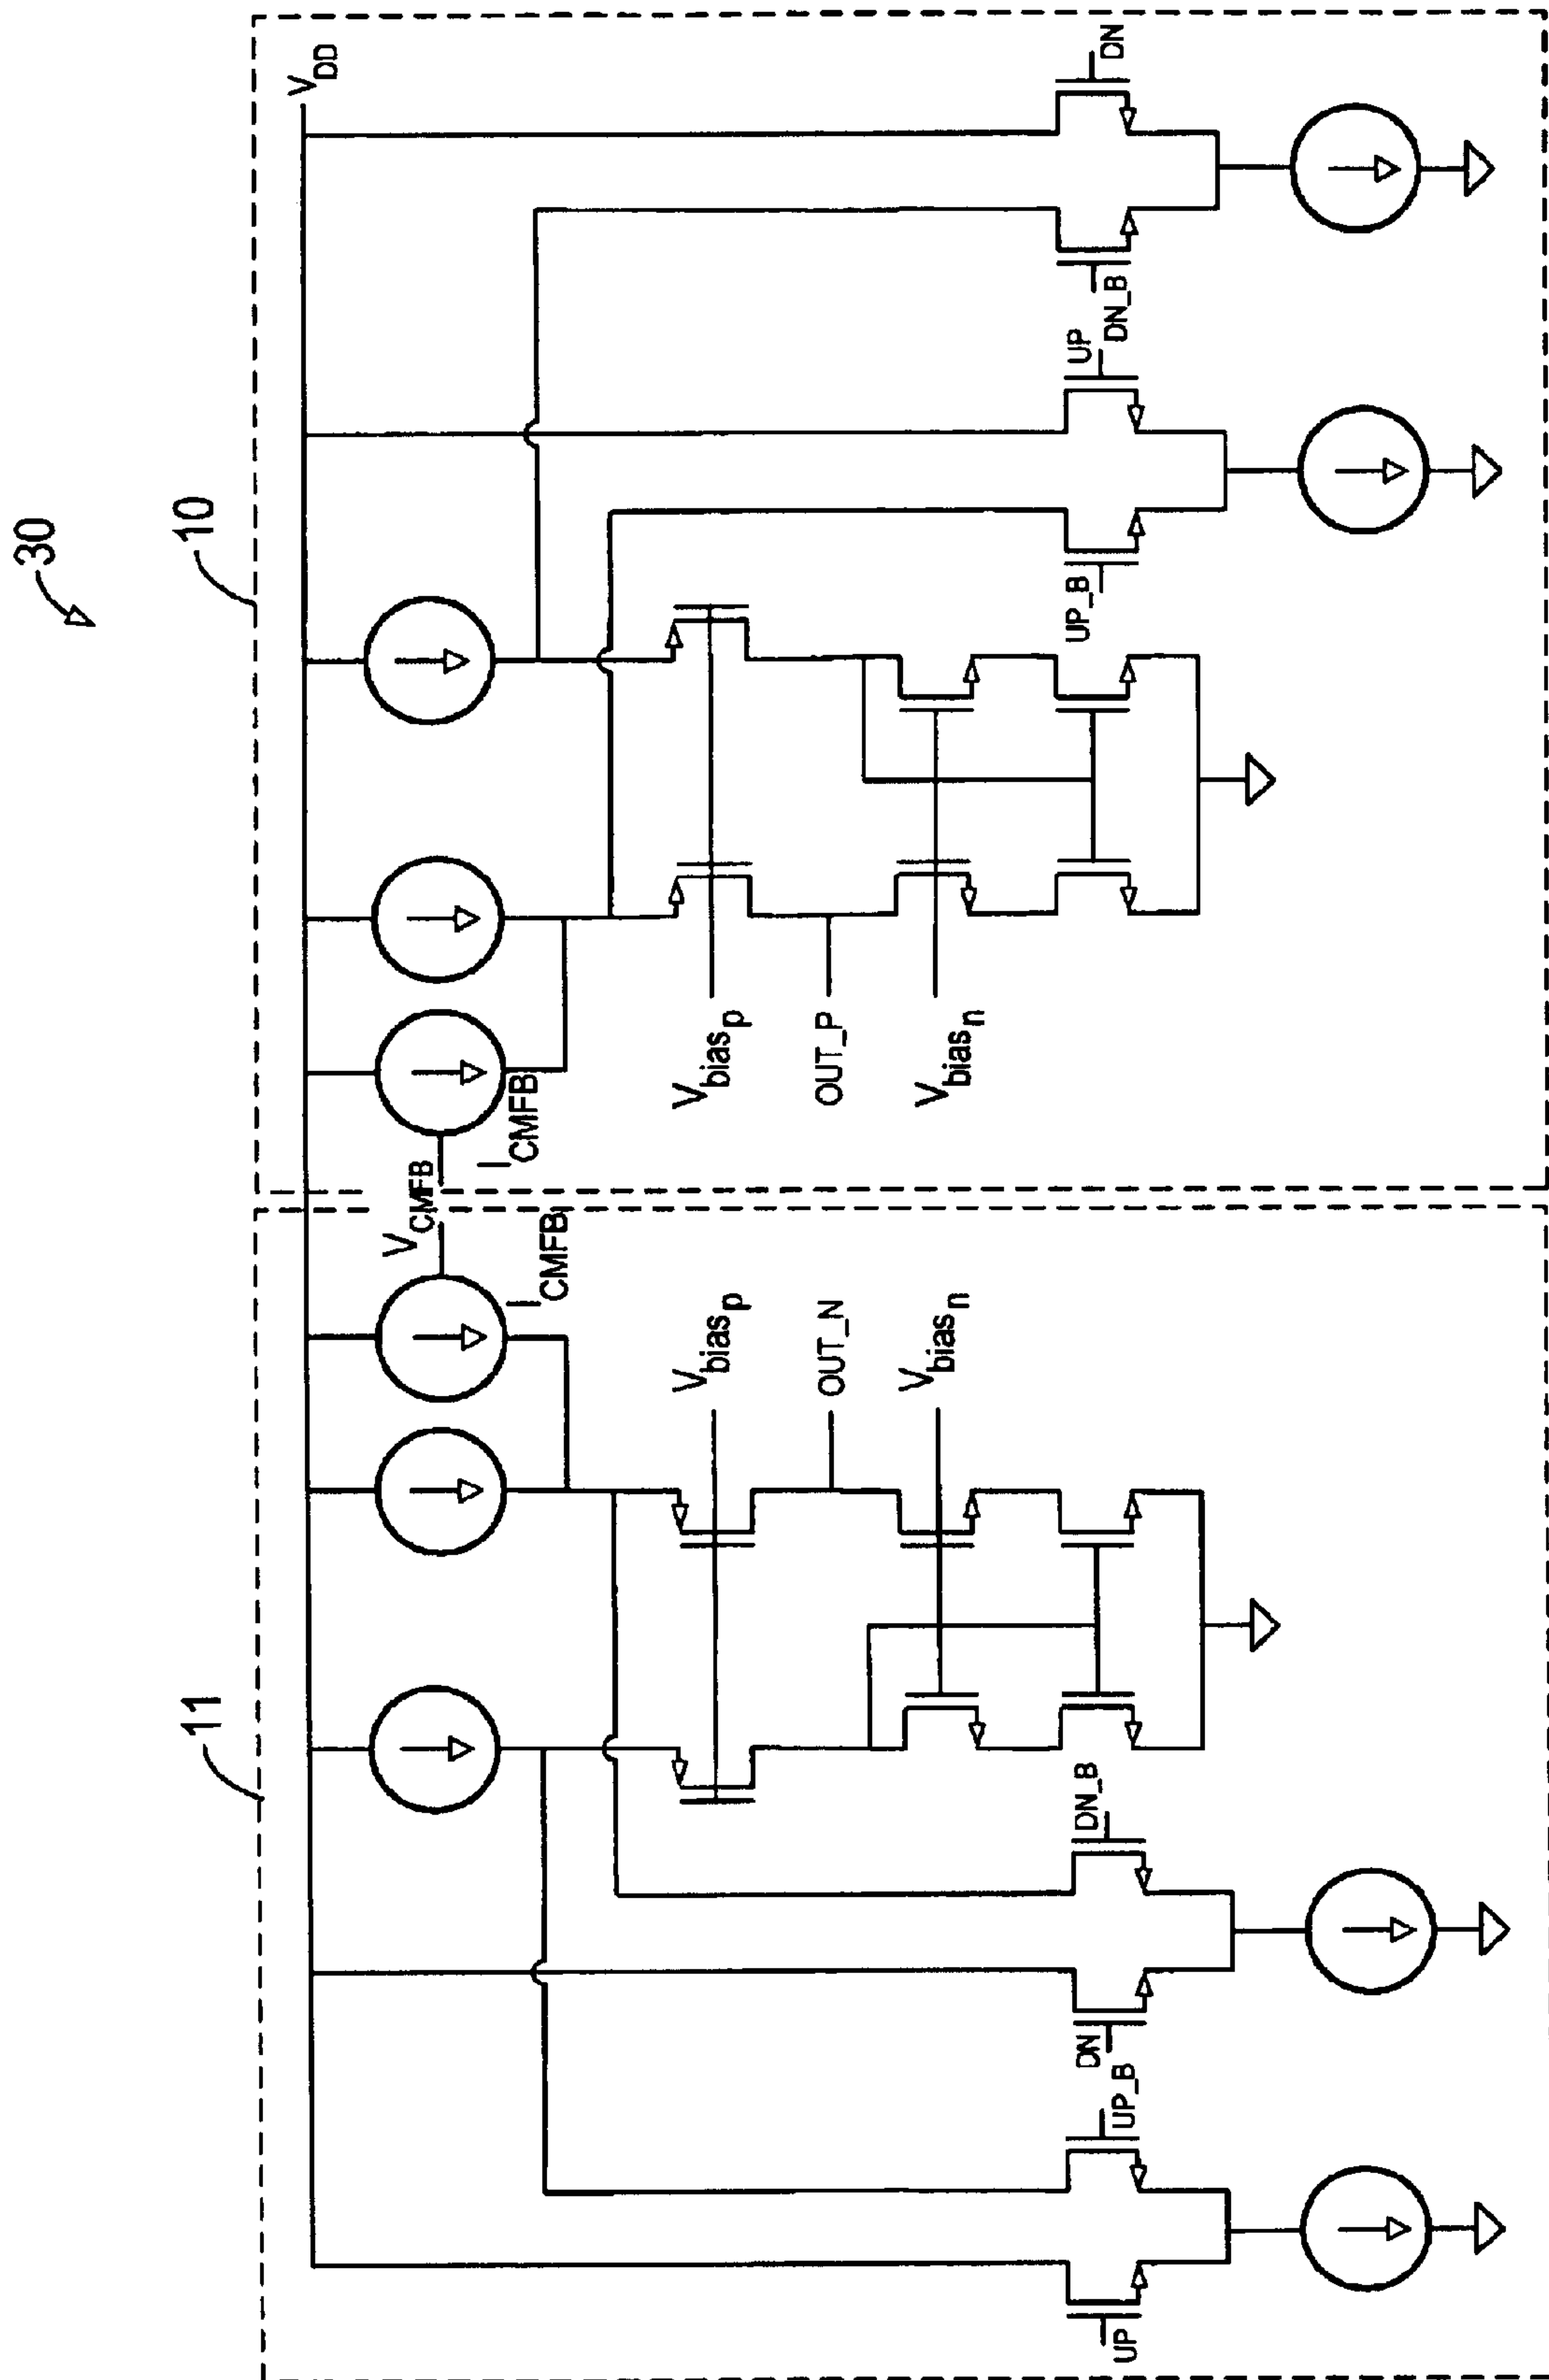 30
11
10
VDD
VCMFB
ICMFB
ICMFB
Vbiasp
Vbiasp
OUT_N
OUT_P
Vbiasn
Vbiasn
UP
UP_B
DN
DN_B
UP_B
UP
DN_B
DN